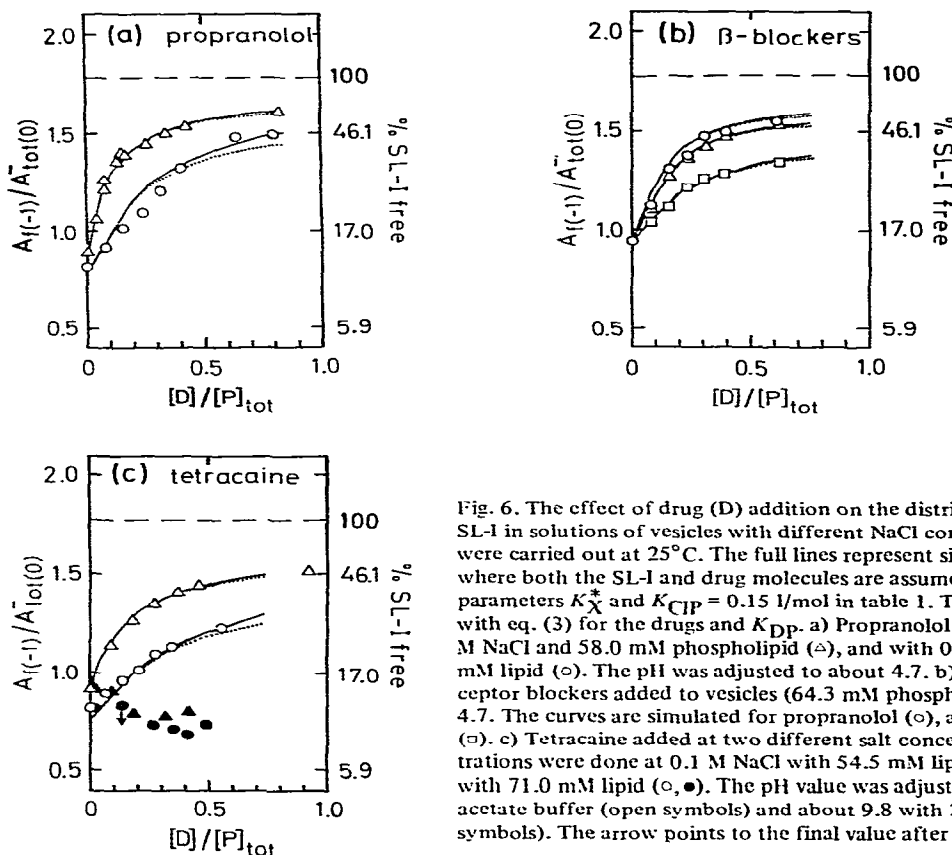 (a) propranolol
2.0
1.5
1.0
0.5
A_f(-1)/A⁻_tot(0)
100
46.1
17.0
5.9
% SL-I free
0
0.5
1.0
[D]/[P]_tot
(b) β-blockers
2.0
1.5
1.0
0.5
A_f(-1)/A⁻_tot(0)
100
46.1
17.0
5.9
% SL-I free
0
0.5
1.0
[D]/[P]_tot
(c) tetracaine
2.0
1.5
1.0
0.5
A_f(-1)/A⁻_tot(0)
100
46.1
17.0
5.9
% SL-I free
0
0.5
1.0
[D]/[P]_tot
Fig. 6. The effect of drug (D) addition on the distri
SL-I in solutions of vesicles with different NaCl con
were carried out at 25°C. The full lines represent si
where both the SL-I and drug molecules are assume
parameters K*_X and K_ClP = 0.15 l/mol in table 1. T
with eq. (3) for the drugs and K_DP. a) Propranolol
M NaCl and 58.0 mM phospholipid (△), and with 0
mM lipid (○). The pH was adjusted to about 4.7. b)
ceptor blockers added to vesicles (64.3 mM phosph
4.7. The curves are simulated for propranolol (○), a
(□). c) Tetracaine added at two different salt conce
trations were done at 0.1 M NaCl with 54.5 mM lip
with 71.0 mM lipid (○, ●). The pH value was adjust
acetate buffer (open symbols) and about 9.8 with
symbols). The arrow points to the final value after